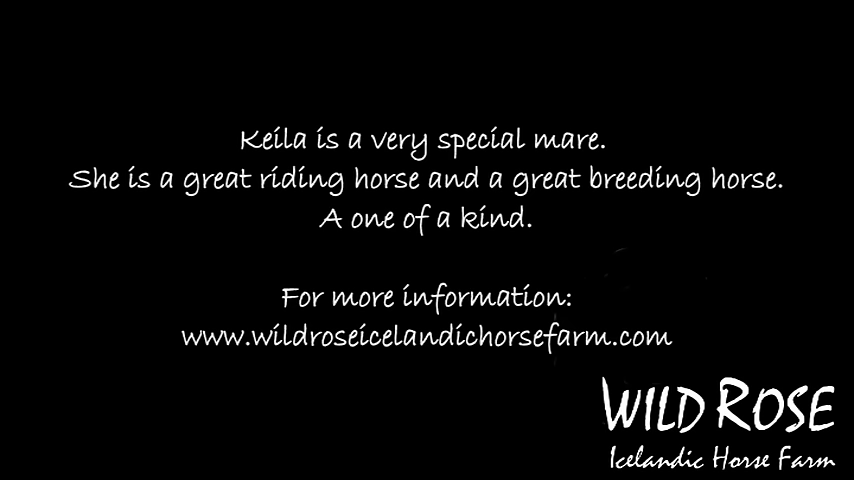 Keila is a very special mare.
She is a great riding horse and a great breeding horse.
A one of a kind.
For more information:
www.wildroseicelandichorsefarm.com
WILD ROSE
Icelandic Horse Farm